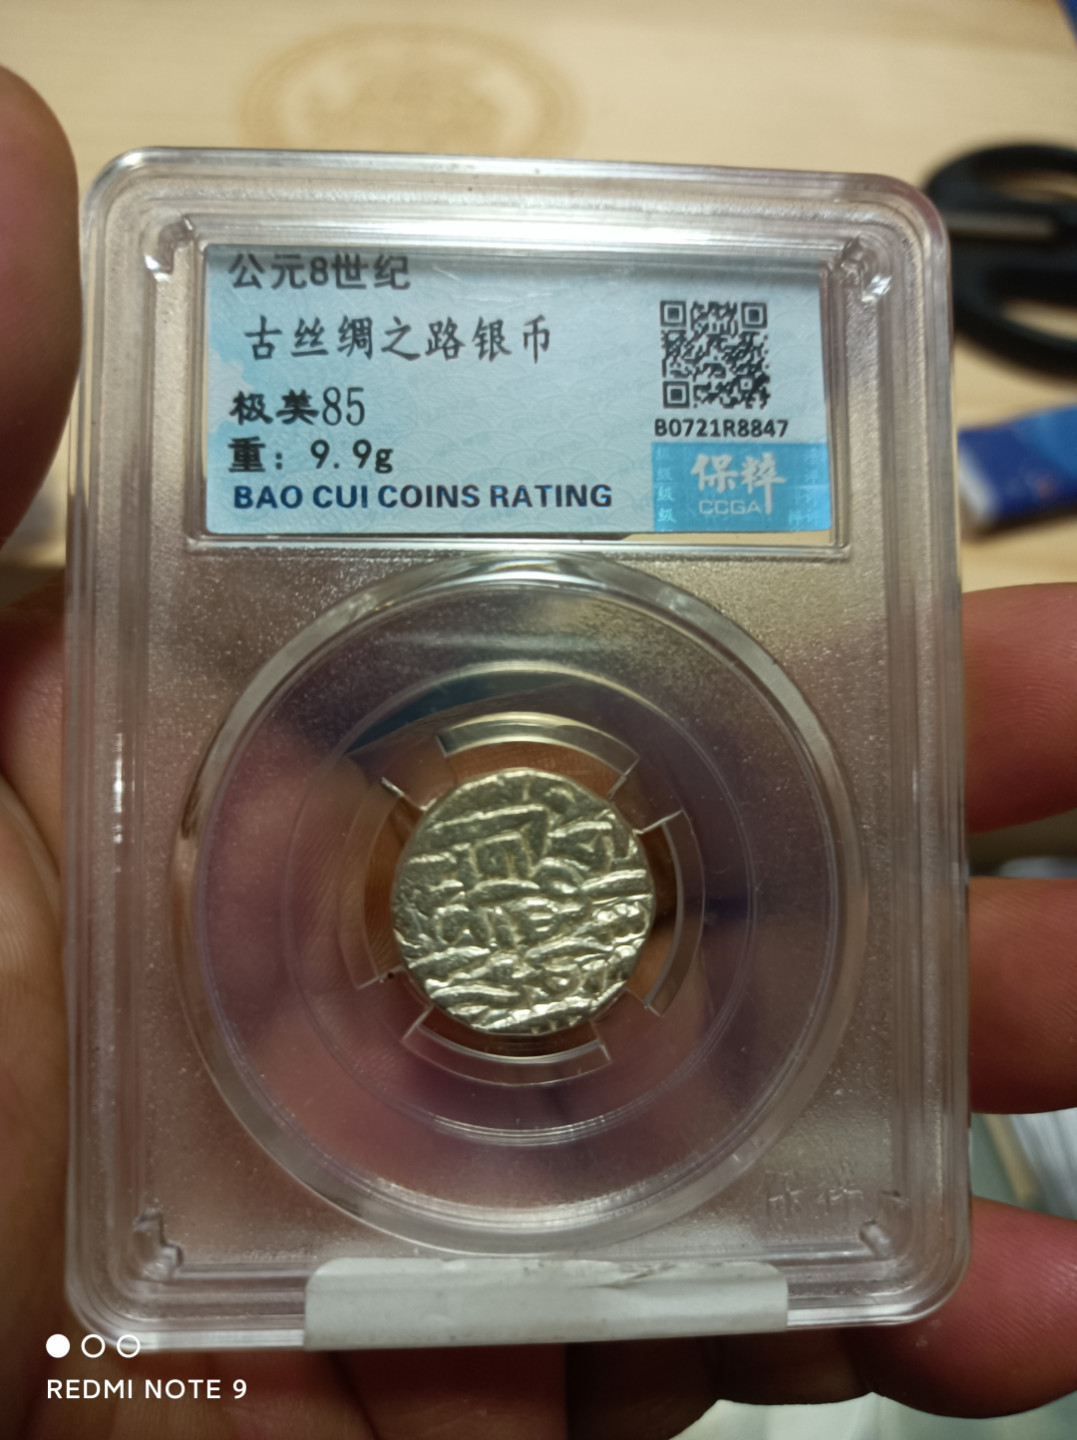 公元8世纪
古丝绸之路银币
极美85
重：9.9g
BAO CUI COINS RATING
B0721R8847
保粹
CCGA
REDMI NOTE 9